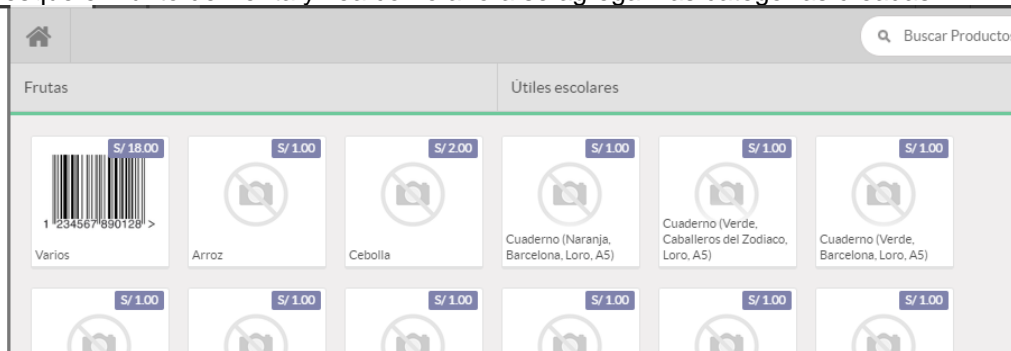 Buscar Productos
Frutas
Útiles escolares
S/ 18.00
S/ 1.00
S/ 2.00
S/ 1.00
S/ 1.00
S/ 1.00
1 234567 890128 >
Varios
Arroz
Cebolla
Cuaderno (Naranja,
Barcelona, Loro, A5)
Cuaderno (Verde,
Caballeros del Zodiaco,
Loro, A5)
Cuaderno (Verde,
Barcelona, Loro, A5)
S/ 1.00
S/ 1.00
S/ 1.00
S/ 1.00
S/ 1.00
S/ 1.00